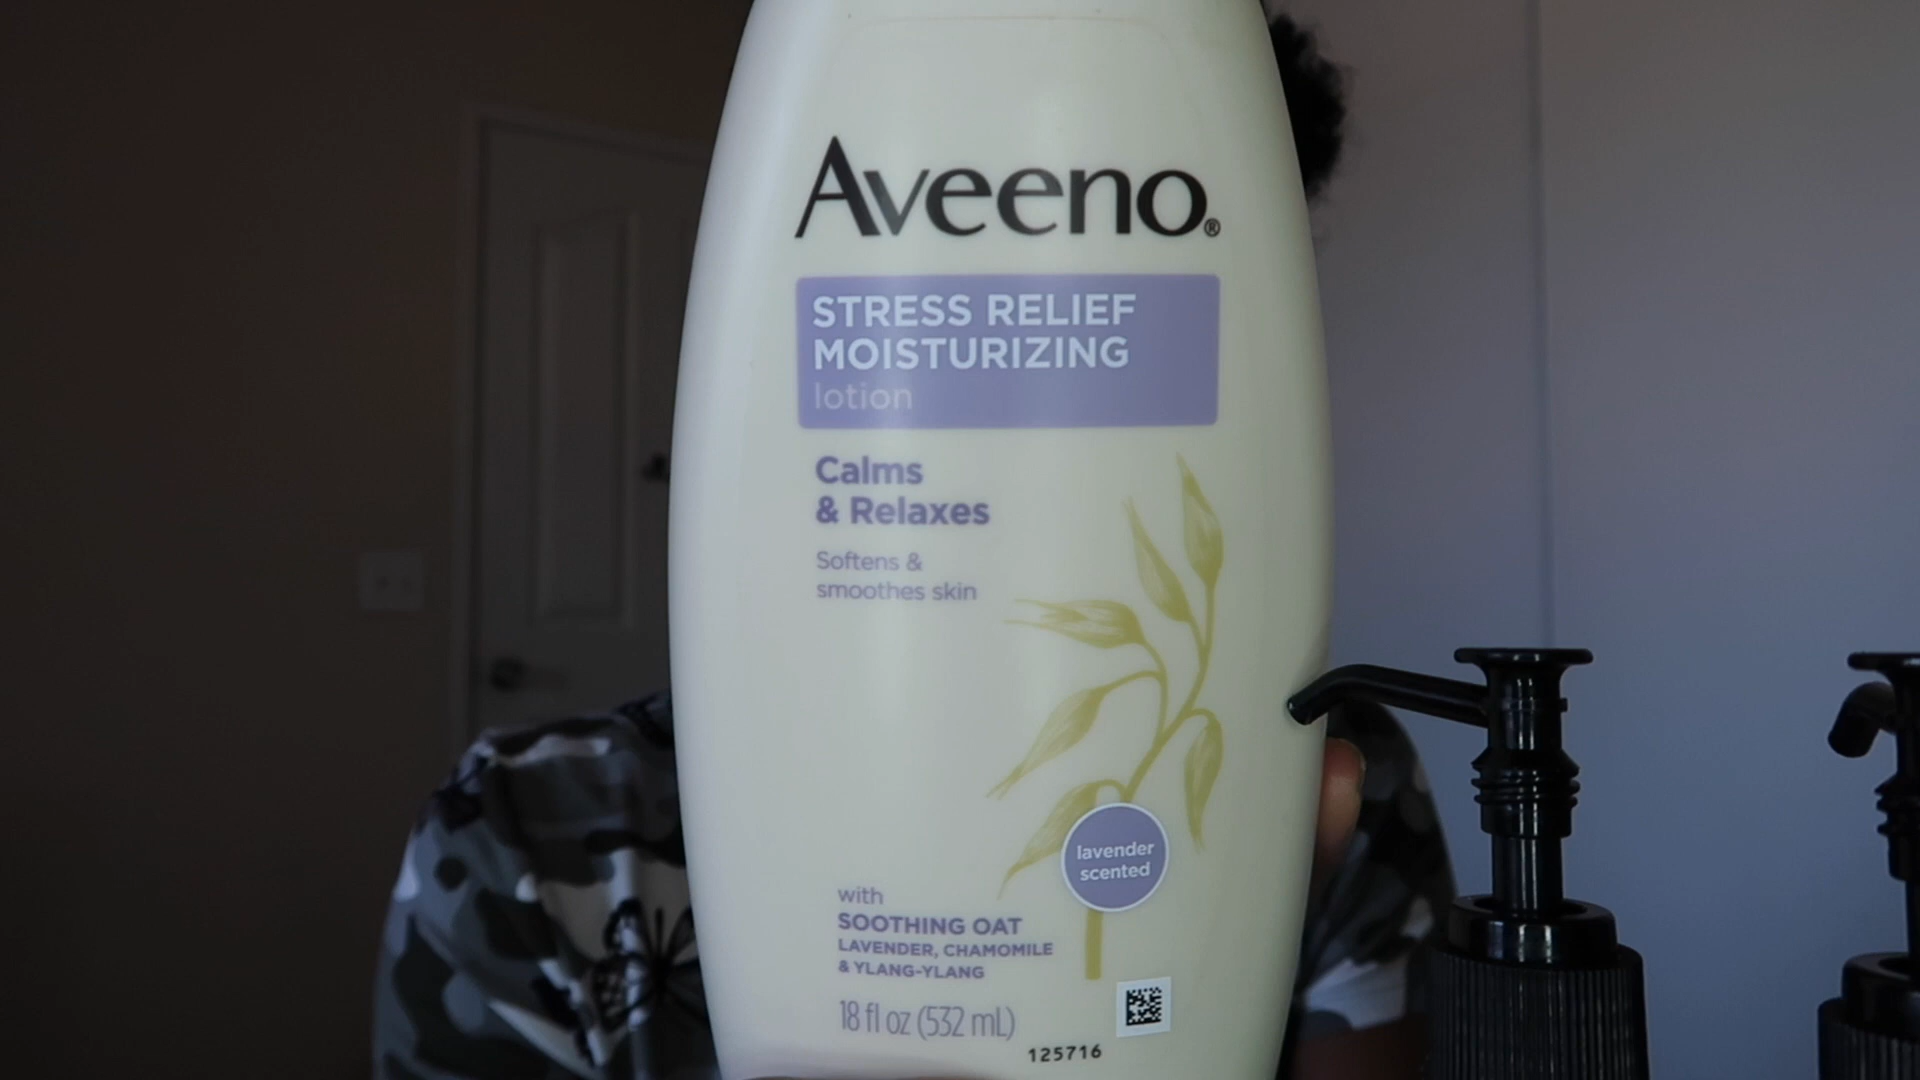 Aveeno®
STRESS RELIEF
MOISTURIZING
lotion
Calms
& Relaxes
Softens &
smoothes skin
lavender
scented
with
SOOTHING OAT
LAVENDER, CHAMOMILE
& YLANG-YLANG
18 fl oz (532 mL)
125716